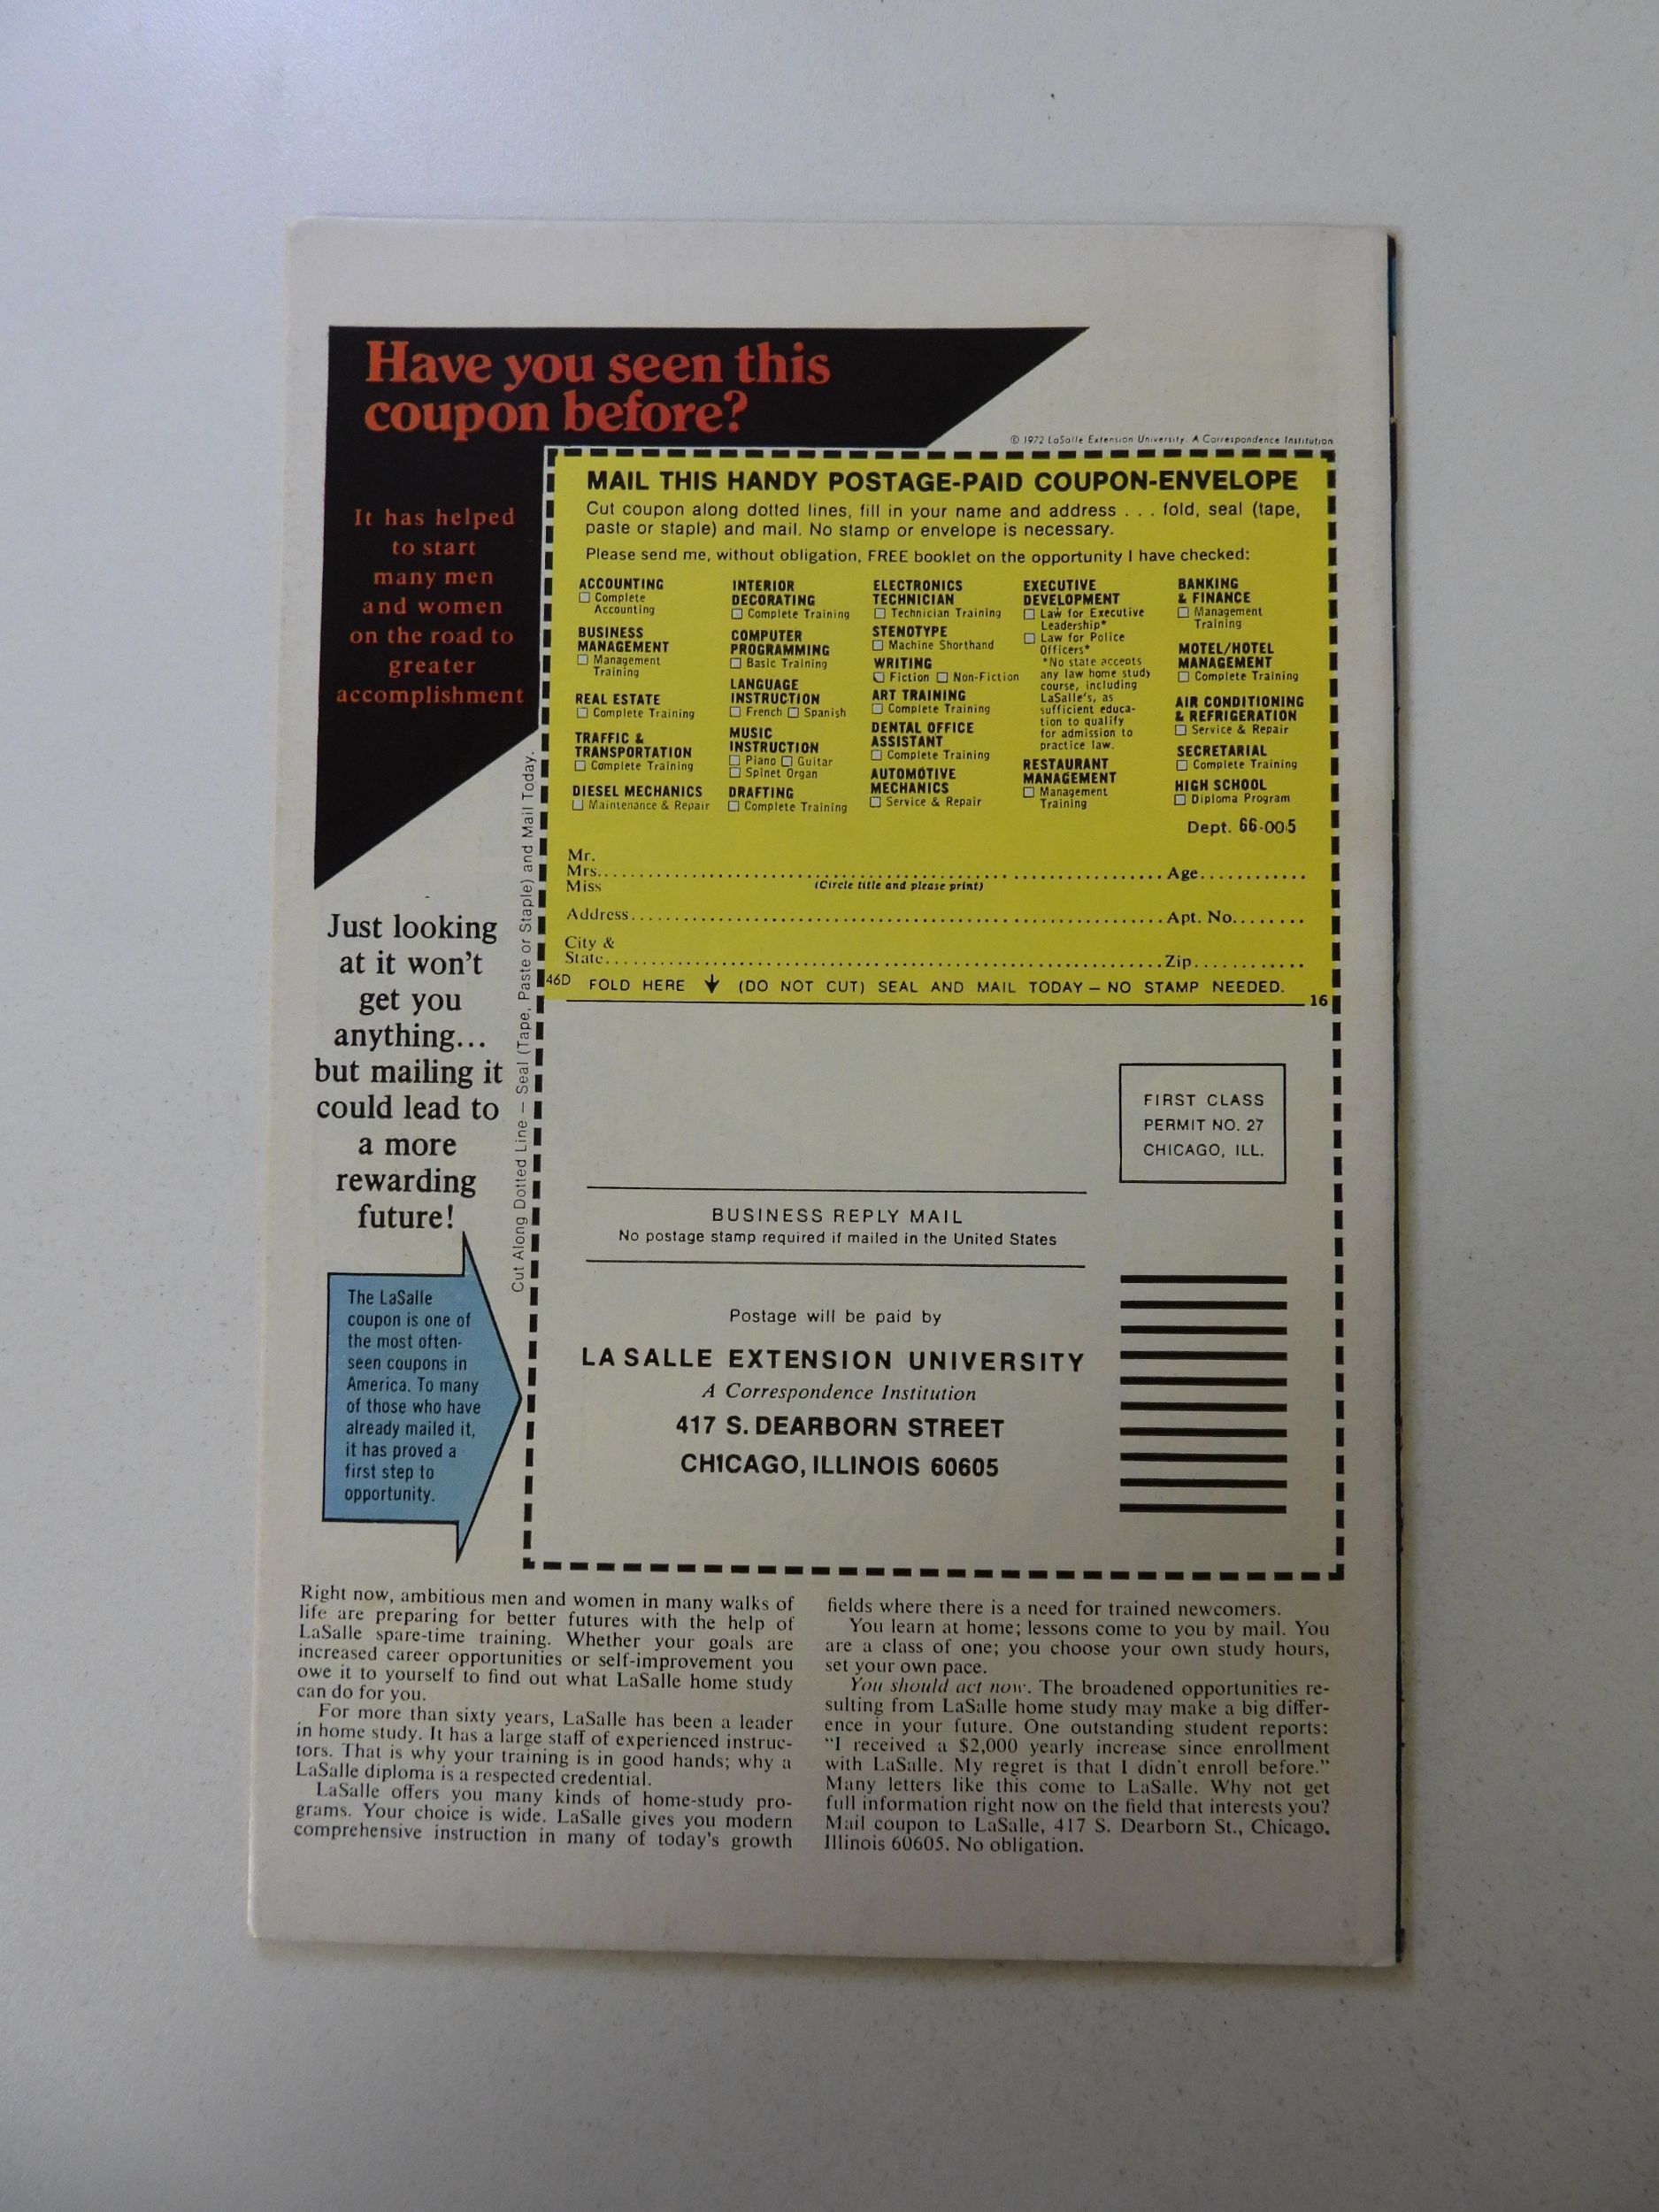 Have you seen this
coupon before?
It has helped
to start
many men
and women
on the road to
greater
accomplishment
Just looking
at it won't
get you
anything...
but mailing it
could lead to
a more
rewarding
future!
The LaSalle
coupon is one of
the most often-
seen coupons in
America. To many
of those who have
already mailed it,
it has proved a
first step to
opportunity.
Cut Along Dotted Line — Seal (Tape, Paste or Staple) and Mail Today.
© 1972 LaSalle Extension University. A Correspondence Institution
MAIL THIS HANDY POSTAGE-PAID COUPON-ENVELOPE
Cut coupon along dotted lines, fill in your name and address . . . fold, seal (tape,
paste or staple) and mail. No stamp or envelope is necessary.
Please send me, without obligation, FREE booklet on the opportunity I have checked:
ACCOUNTING
☐ Complete
Accounting
BUSINESS
MANAGEMENT
☐ Management
Training
REAL ESTATE
☐ Complete Training
TRAFFIC &
TRANSPORTATION
☐ Complete Training
DIESEL MECHANICS
☐ Maintenance & Repair
INTERIOR
DECORATING
☐ Complete Training
COMPUTER
PROGRAMMING
☐ Basic Training
LANGUAGE
INSTRUCTION
☐ French ☐ Spanish
MUSIC
INSTRUCTION
☐ Piano ☐ Guitar
☐ Spinet Organ
DRAFTING
☐ Complete Training
ELECTRONICS
TECHNICIAN
☐ Technician Training
STENOTYPE
☐ Machine Shorthand
WRITING
☐ Fiction ☐ Non-Fiction
ART TRAINING
☐ Complete Training
DENTAL OFFICE
ASSISTANT
☐ Complete Training
AUTOMOTIVE
MECHANICS
☐ Service & Repair
EXECUTIVE
DEVELOPMENT
☐ Law for Executive
Leadership*
☐ Law for Police
Officers*
*No state accepts
any law home study
course, including
LaSalle's, as
sufficient educa-
tion to qualify
for admission to
practice law.
RESTAURANT
MANAGEMENT
☐ Management
Training
BANKING
& FINANCE
☐ Management
Training
MOTEL/HOTEL
MANAGEMENT
☐ Complete Training
AIR CONDITIONING
& REFRIGERATION
☐ Service & Repair
SECRETARIAL
☐ Complete Training
HIGH SCHOOL
☐ Diploma Program
Dept. 66-005
Mr.
Mrs. Age
Miss (Circle title and please print)
Address Apt. No.
City &
State Zip
46D FOLD HERE ↓ (DO NOT CUT) SEAL AND MAIL TODAY — NO STAMP NEEDED.
16
FIRST CLASS
PERMIT NO. 27
CHICAGO, ILL.
BUSINESS REPLY MAIL
No postage stamp required if mailed in the United States
Postage will be paid by
LA SALLE EXTENSION UNIVERSITY
A Correspondence Institution
417 S. DEARBORN STREET
CHICAGO, ILLINOIS 60605
Right now, ambitious men and women in many walks of
life are preparing for better futures with the help of
LaSalle spare-time training. Whether your goals are
increased career opportunities or self-improvement you
owe it to yourself to find out what LaSalle home study
can do for you.
For more than sixty years, LaSalle has been a leader
in home study. It has a large staff of experienced instruc-
tors. That is why your training is in good hands; why a
LaSalle diploma is a respected credential.
LaSalle offers you many kinds of home-study pro-
grams. Your choice is wide. LaSalle gives you modern
comprehensive instruction in many of today's growth
fields where there is a need for trained newcomers.
You learn at home; lessons come to you by mail. You
are a class of one; you choose your own study hours,
set your own pace.
You should act now. The broadened opportunities re-
sulting from LaSalle home study may make a big differ-
ence in your future. One outstanding student reports:
"I received a $2,000 yearly increase since enrollment
with LaSalle. My regret is that I didn't enroll before."
Many letters like this come to LaSalle. Why not get
full information right now on the field that interests you?
Mail coupon to LaSalle, 417 S. Dearborn St., Chicago,
Illinois 60605. No obligation.